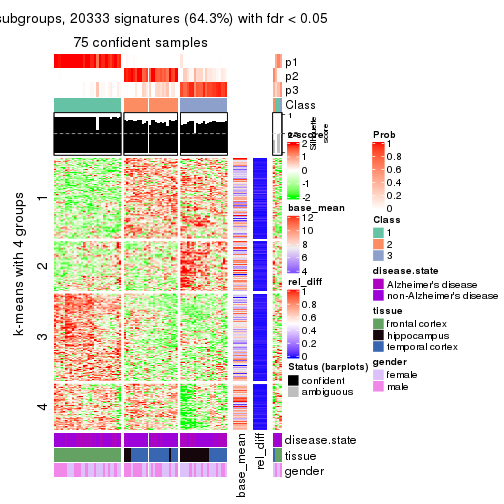 subgroups, 20333 signatures (64.3%) with fdr < 0.05
75 confident samples
p1
p2
p3
Class
1
Silhouette
score
k-means with 4 groups
1
2
3
4
z-score
2
1
0
-1
-2
base_mean
12
10
8
6
4
rel_diff
1
0.8
0.6
0.4
0.2
0
Status (barplots)
confident
ambiguous
Prob
1
0.8
0.6
0.4
0.2
0
Class
1
2
3
disease.state
Alzheimer's disease
non-Alzheimer's disease
tissue
frontal cortex
hippocampus
temporal cortex
gender
female
male
disease.state
tissue
gender
base_mean
rel_diff